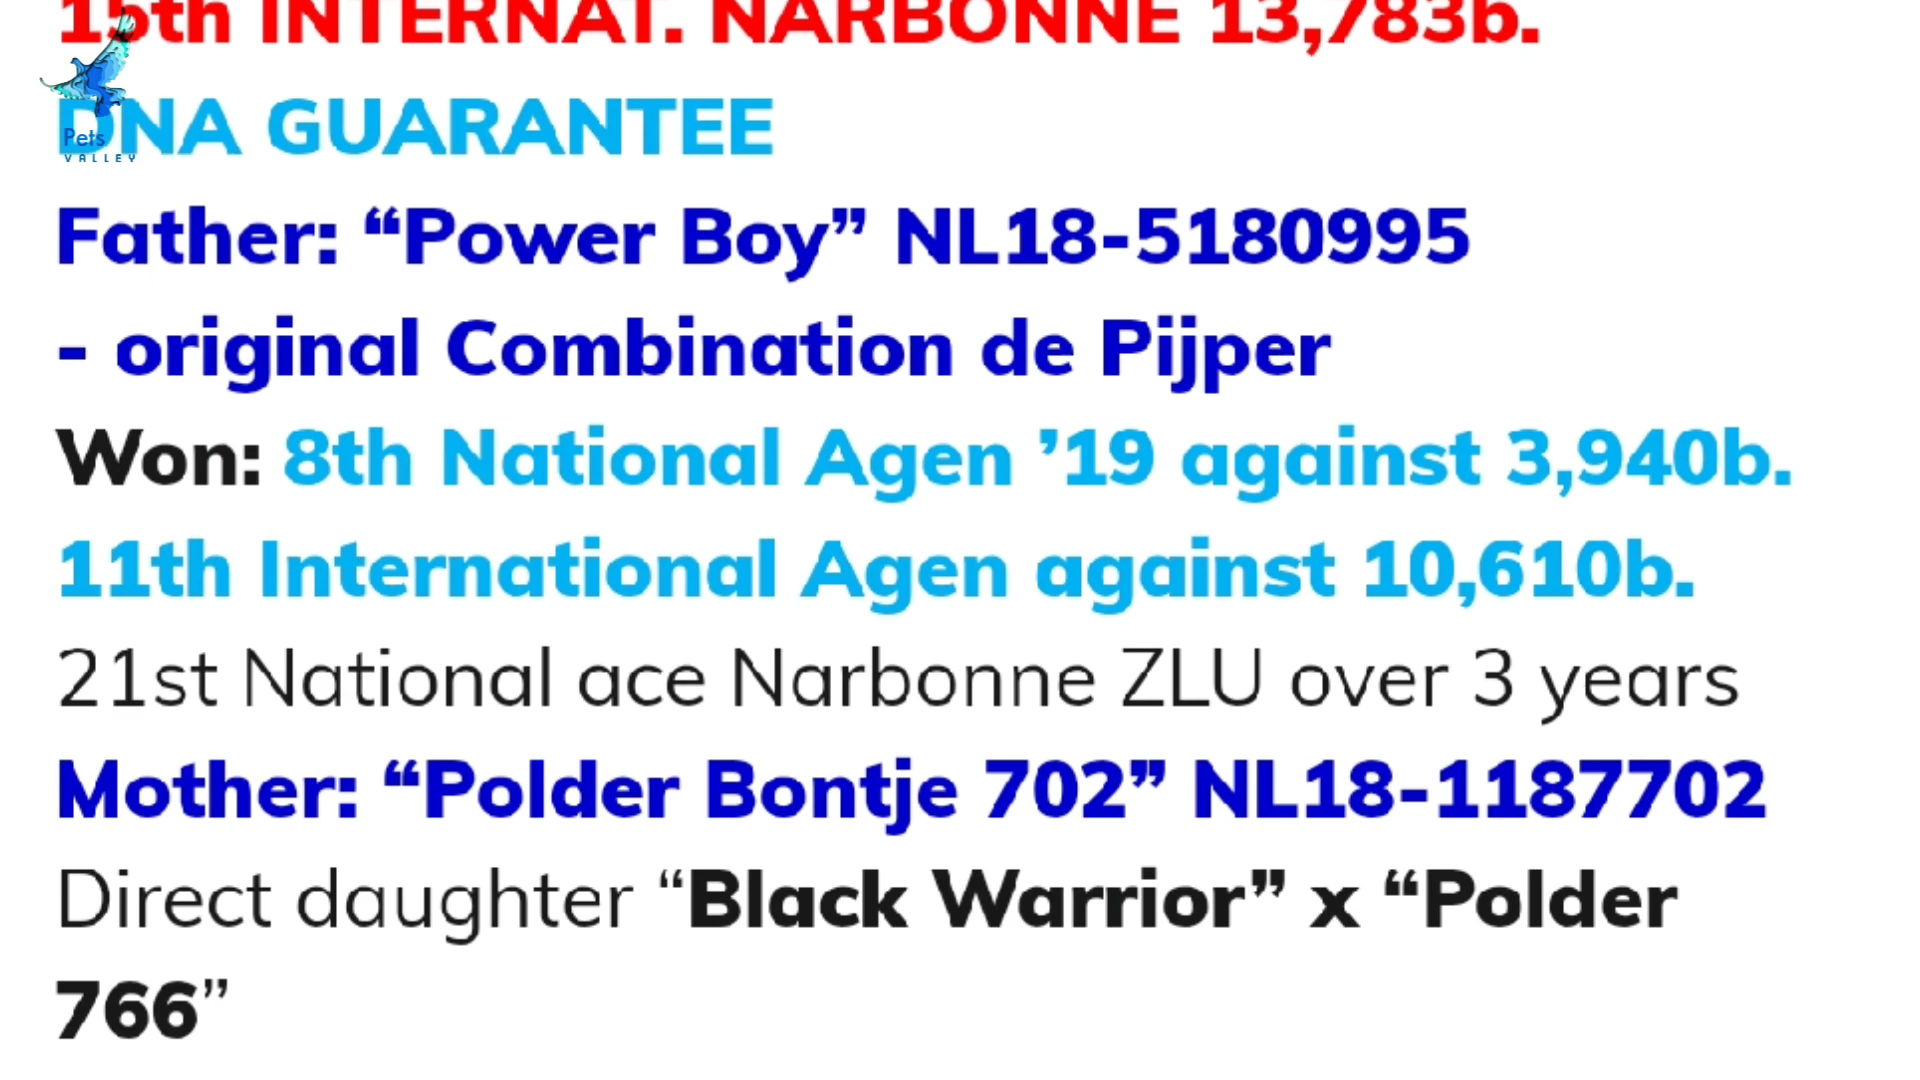 15th INTERNAT. NARBONNE 13,783b.
DNA GUARANTEE
Pets
VALLEY
Father: “Power Boy” NL18-5180995
- original Combination de Pijper
Won: 8th National Agen ’19 against 3,940b.
11th International Agen against 10,610b.
21st National ace Narbonne ZLU over 3 years
Mother: “Polder Bontje 702” NL18-1187702
Direct daughter “Black Warrior” x “Polder
766”